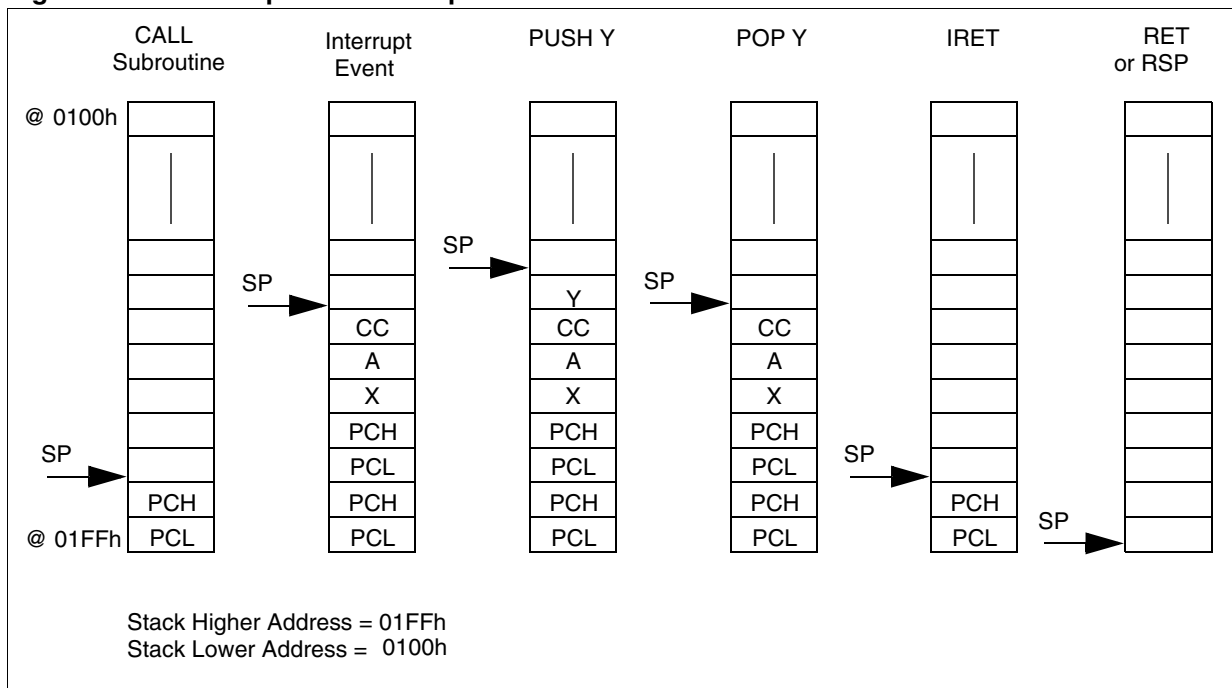 CALL
Subroutine
Interrupt
Event
PUSH Y
POP Y
IRET
RET
or RSP
@ 0100h
SP
PCH
@ 01FFh
PCL
SP
CC
A
X
PCH
PCL
PCH
PCL
SP
Y
CC
A
X
PCH
PCL
PCH
PCL
SP
CC
A
X
PCH
PCL
PCH
PCL
SP
PCH
PCL
SP
Stack Higher Address = 01FFh
Stack Lower Address = 0100h